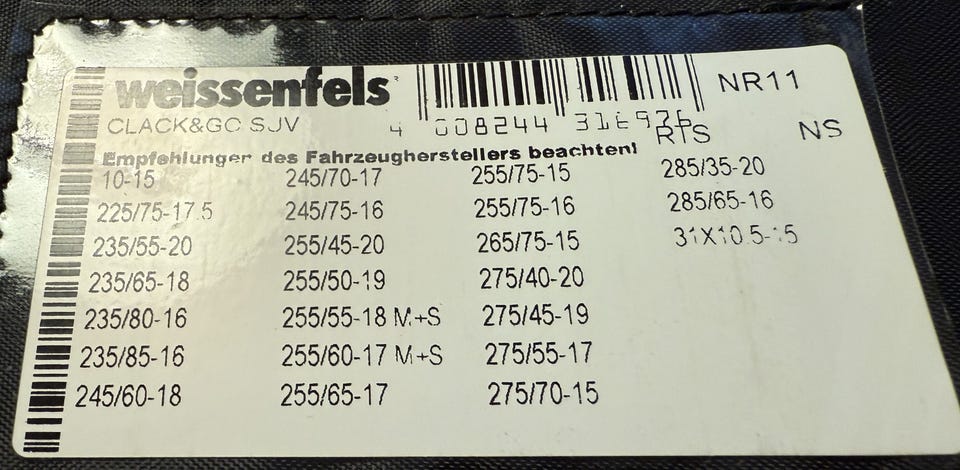 weissenfels
NR11
CLACK&GO SJV
4 008244
RTS
NS
Empfehlungen des Fahrzeugherstellers beachten!
10-15 245/70-17 255/75-15 285/35-20
225/75-17.5 245/75-16 255/75-16 285/65-16
235/55-20 255/45-20 265/75-15 31X10.5-15
235/65-18 255/50-19 275/40-20
235/80-16 255/55-18 M+S 275/45-19
235/85-16 255/60-17 M+S 275/55-17
245/60-18 255/65-17 275/70-15